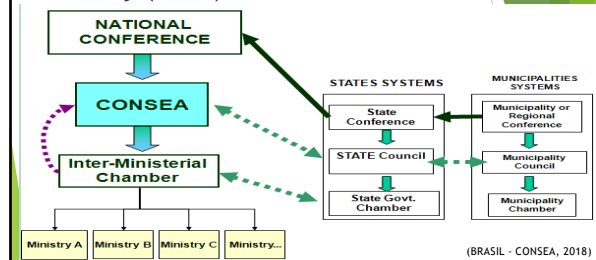 NATIONAL
CONFERENCE
CONSEA
Inter-Ministerial
Chamber
Ministry A
Ministry B
Ministry C
Ministry...
STATES SYSTEMS
State
Conference
STATE Council
State Govt.
Chamber
MUNICIPALITIES
SYSTEMS
Municipality or
Regional
Conference
Municipality
Council
Municipality
Chamber
(BRASIL - CONSEA, 2018)